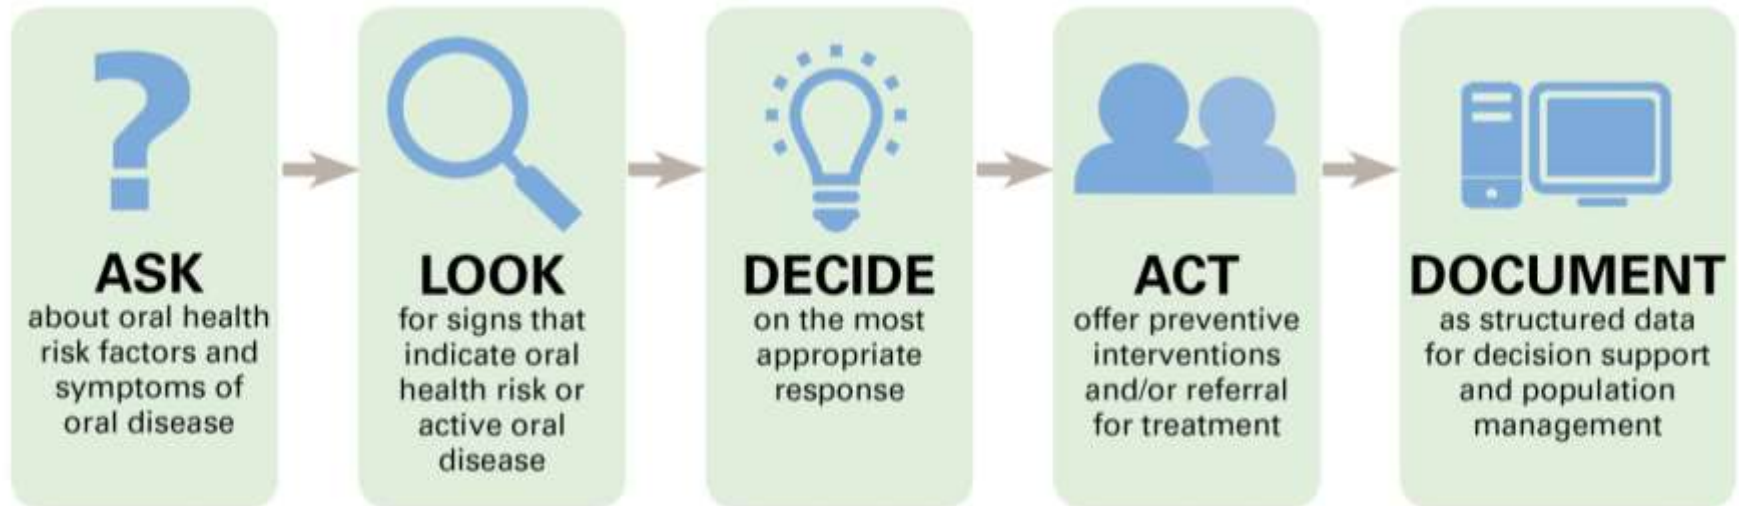 ASK
about oral health
risk factors and
symptoms of
oral disease
LOOK
for signs that
indicate oral
health risk or
active oral
disease
DECIDE
on the most
appropriate
response
ACT
offer preventive
interventions
and/or referral
for treatment
DOCUMENT
as structured data
for decision support
and population
management